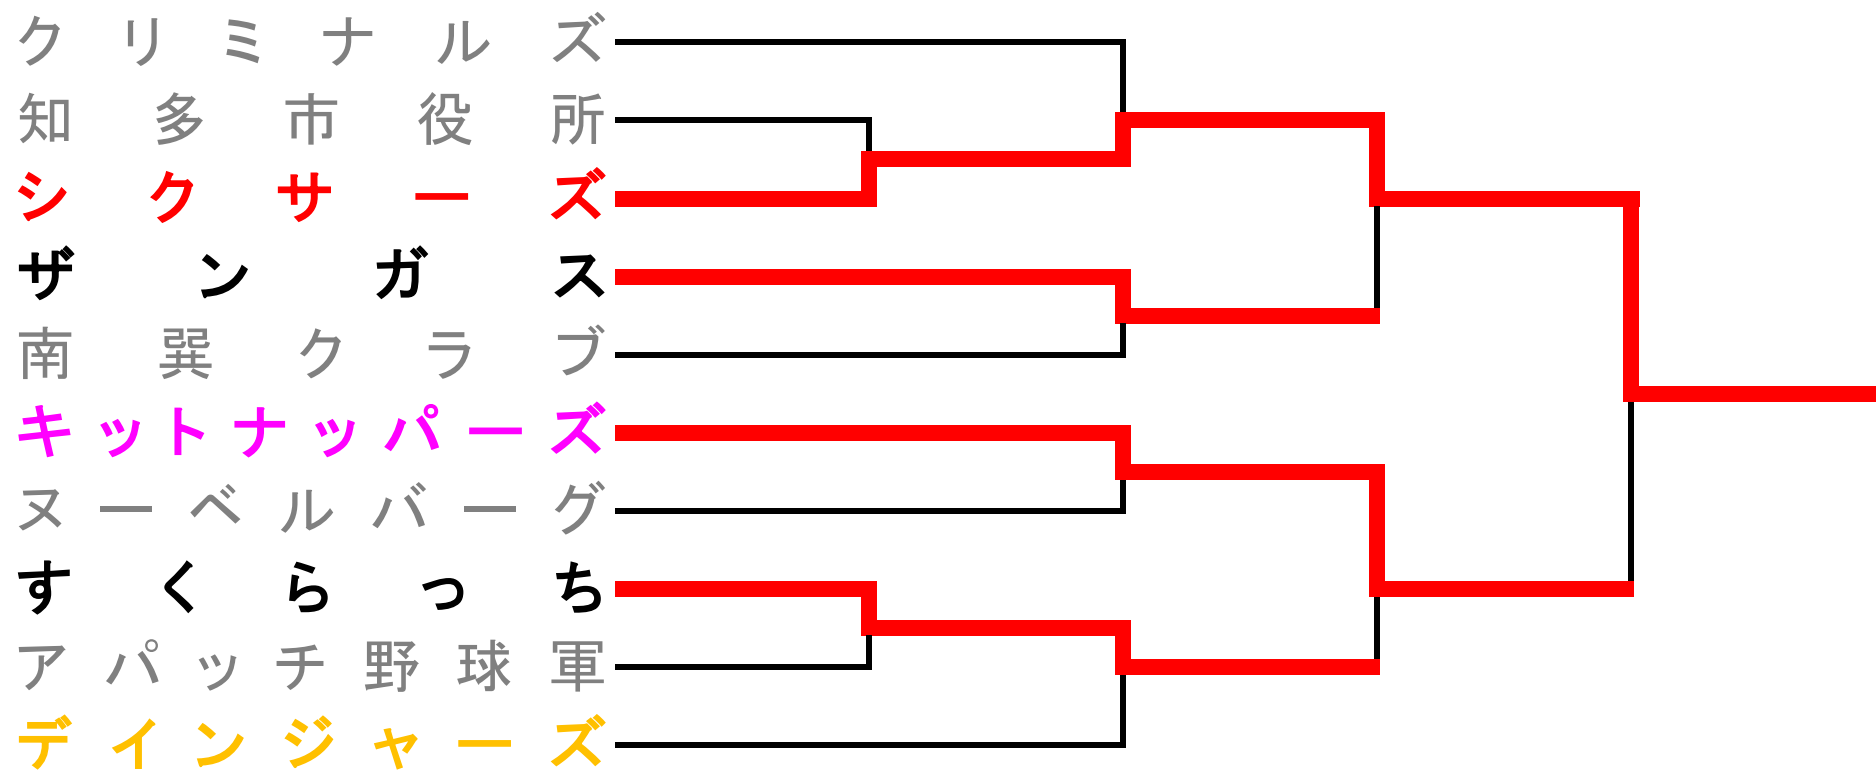 クリミナルズ
知多市役所
シクサーズ
ザンガス
南巽クラブ
キットナッパーズ
ヌーベルバーグ
すくらっち
アパッチ野球軍
デインジャーズ